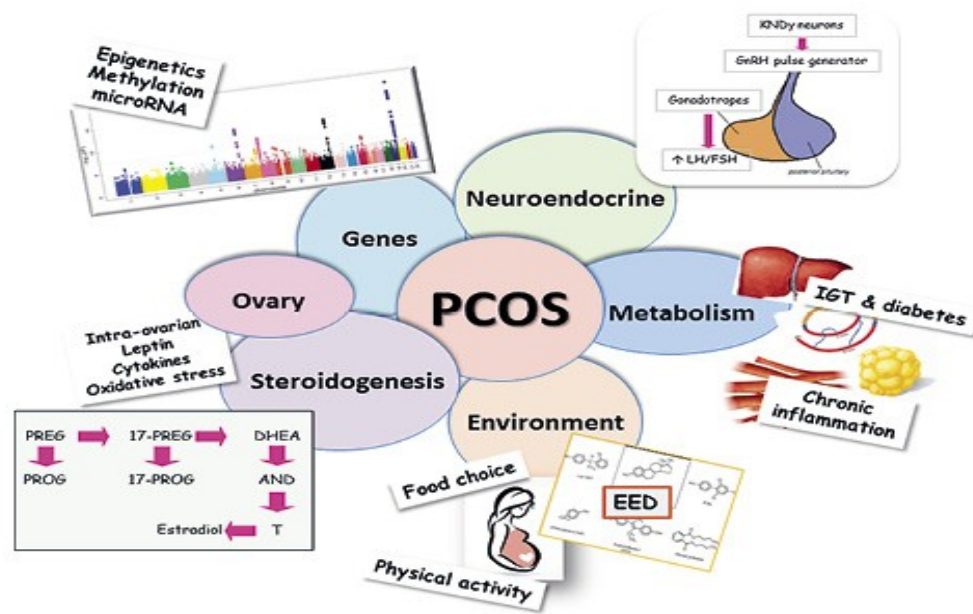 Epigenetics
Methylation
microRNA
KNDy neurons
GnRH pulse generator
Gonadotropes
↑ LH/FSH
posterior pituitary
Neuroendocrine
Genes
PCOS
Ovary
Metabolism
IGT & diabetes
Intra-ovarian
Leptin
Cytokines
Oxidative stress
Steroidogenesis
Environment
Chronic
inflammation
PREG 17-PREG DHEA
PROG 17-PROG AND
Estradiol T
Food choice
EED
Physical activity